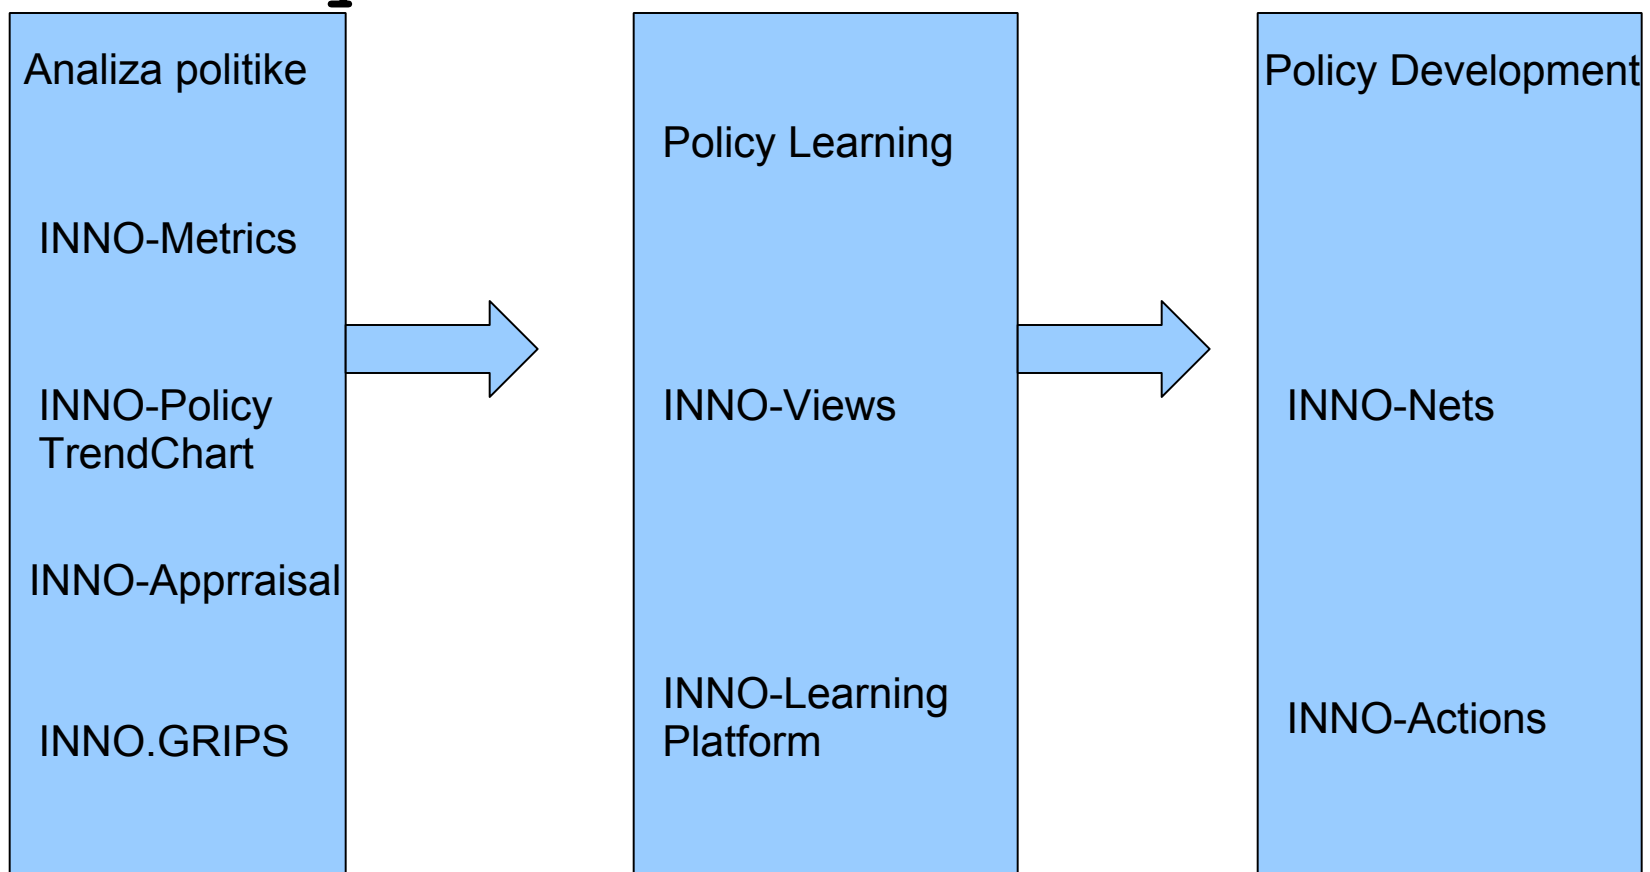 Analiza politike
INNO-Metrics
INNO-Policy
TrendChart
INNO-Apprraisal
INNO.GRIPS
Policy Learning
INNO-Views
INNO-Learning
Platform
Policy Development
INNO-Nets
INNO-Actions